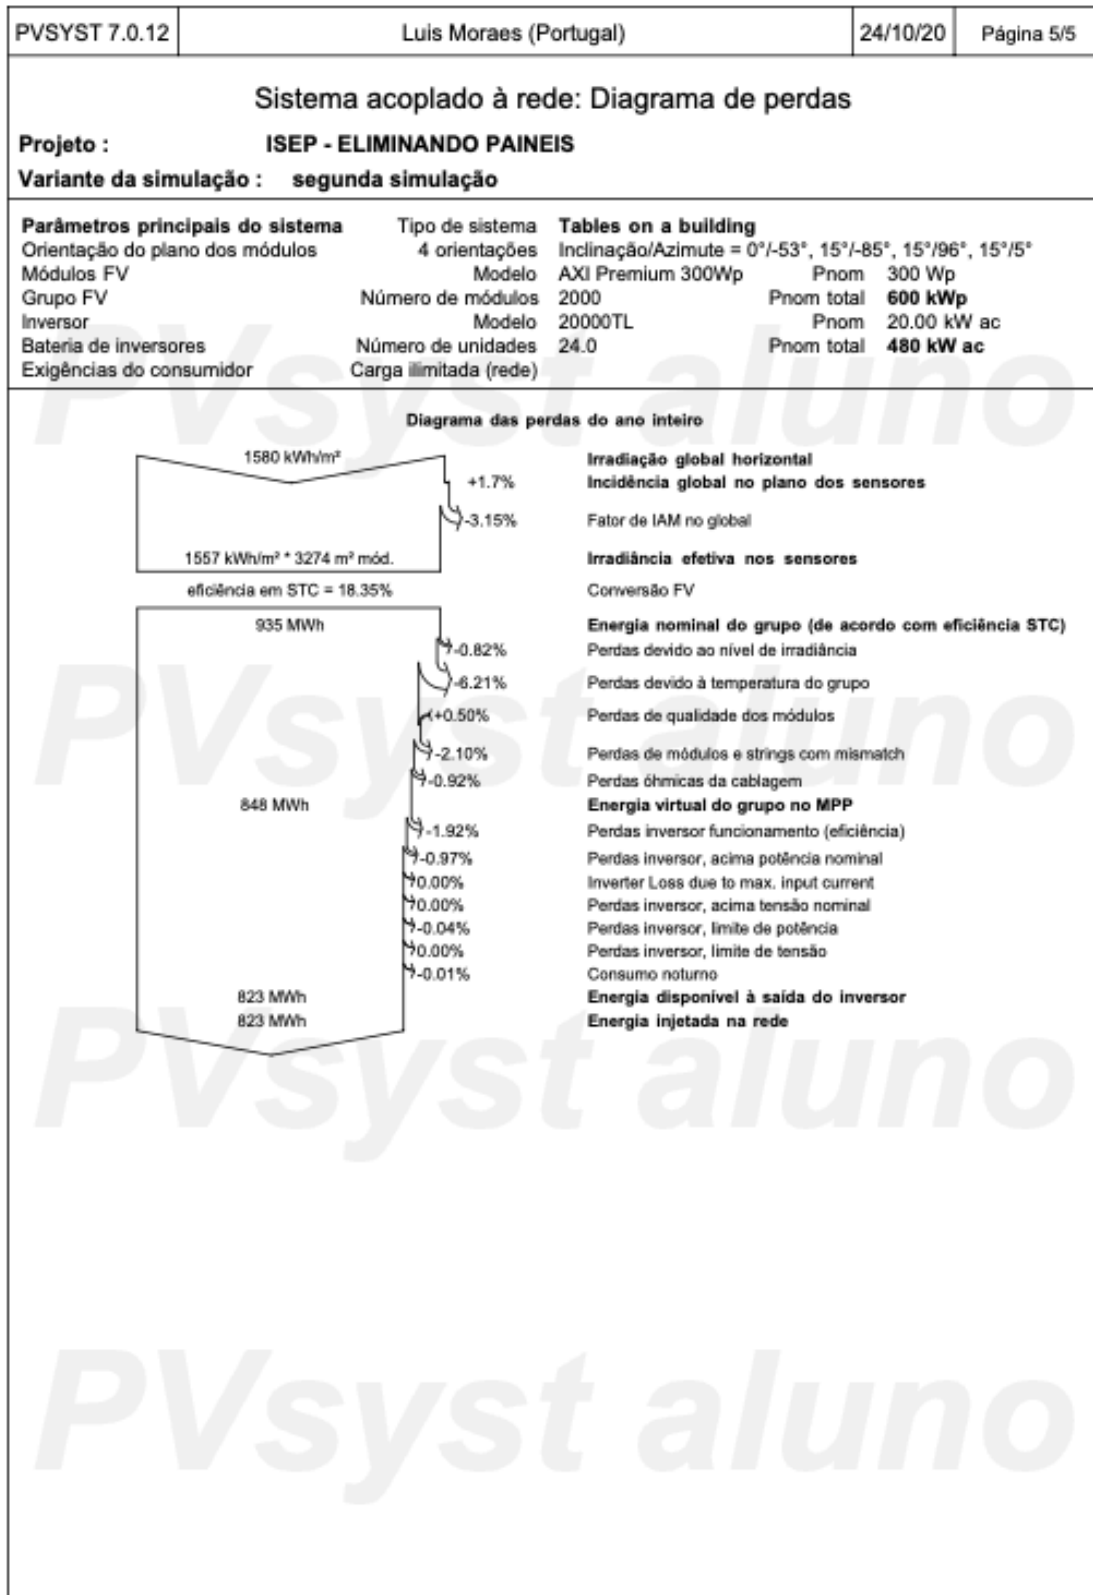 PVSYST 7.0.12 Luis Moraes (Portugal) 24/10/20 Página 5/5
Sistema acoplado à rede: Diagrama de perdas
Projeto : ISEP - ELIMINANDO PAINEIS
Variante da simulação : segunda simulação
Parâmetros principais do sistema Tipo de sistema Tables on a building
Orientação do plano dos módulos 4 orientações Inclinação/Azimute = 0°/-53°, 15°/-85°, 15°/96°, 15°/5°
Módulos FV Modelo AXI Premium 300Wp Pnom 300 Wp
Grupo FV Número de módulos 2000 Pnom total 600 kWp
Inversor Modelo 20000TL Pnom 20.00 kW ac
Bateria de inversores Número de unidades 24.0 Pnom total 480 kW ac
Exigências do consumidor Carga ilimitada (rede)
PVsyst aluno
Diagrama das perdas do ano inteiro
1580 kWh/m² Irradiação global horizontal
+1.7% Incidência global no plano dos sensores
-3.15% Fator de IAM no global
1557 kWh/m² * 3274 m² mód. Irradiância efetiva nos sensores
eficiência em STC = 18.35% Conversão FV
935 MWh Energia nominal do grupo (de acordo com eficiência STC)
-0.82% Perdas devido ao nível de irradiância
-6.21% Perdas devido à temperatura do grupo
+0.50% Perdas de qualidade dos módulos
PVsyst aluno
-2.10% Perdas de módulos e strings com mismatch
-0.92% Perdas óhmicas da cablagem
848 MWh Energia virtual do grupo no MPP
-1.92% Perdas inversor funcionamento (eficiência)
-0.97% Perdas inversor, acima potência nominal
0.00% Inverter Loss due to max. input current
0.00% Perdas inversor, acima tensão nominal
-0.04% Perdas inversor, limite de potência
0.00% Perdas inversor, limite de tensão
-0.01% Consumo noturno
823 MWh Energia disponível à saída do inversor
823 MWh Energia injetada na rede
PVsyst aluno
PVsyst aluno